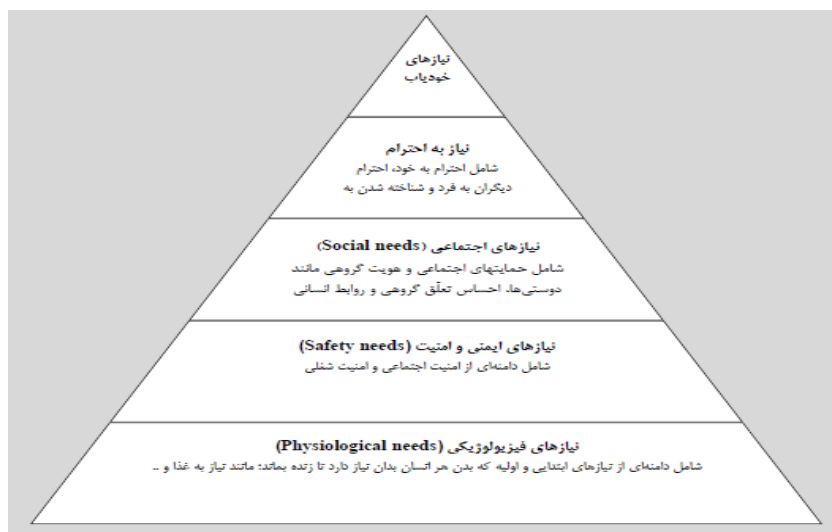 نیازهای
خودیاب
نیاز به احترام
شامل احترام به خود، احترام
دیگران به فرد و شناخته شدن به
نیازهای اجتماعی (Social needs)
شامل حمایتهای اجتماعی و هویت گروهی مانند
دوستی‌ها، احساس تعلّق گروهی و روابط انسانی
نیازهای ایمنی و امنیت (Safety needs)
شامل دامنه‌ای از امنیت اجتماعی و امنیت شغلی
نیازهای فیزیولوژیکی (Physiological needs)
شامل دامنه‌ای از نیازهای ابتدایی و اولیه که بدن هر انسان بدان نیاز دارد تا زنده بماند؛ مانند نیاز به غذا و ..